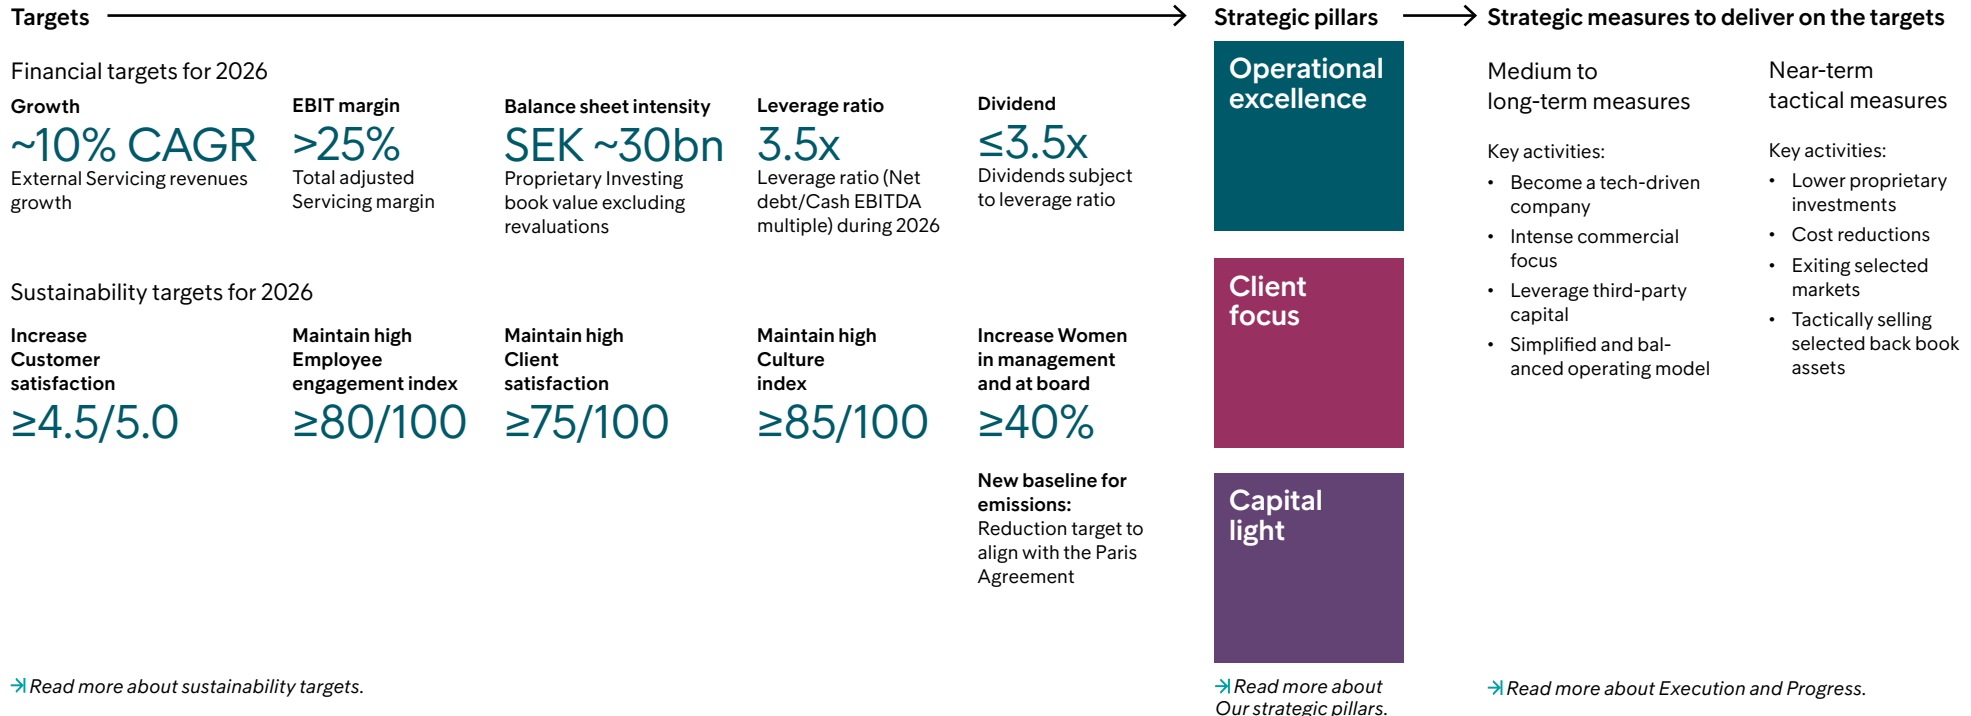 Targets
Strategic pillars
Strategic measures to deliver on the targets
Financial targets for 2026
Growth
~10% CAGR
External Servicing revenues
growth
EBIT margin
>25%
Total adjusted
Servicing margin
Balance sheet intensity
SEK ~30bn
Proprietary Investing
book value excluding
revaluations
Leverage ratio
3.5x
Leverage ratio (Net
debt/Cash EBITDA
multiple) during 2026
Dividend
≤3.5x
Dividends subject
to leverage ratio
Sustainability targets for 2026
Increase
Customer
satisfaction
≥4.5/5.0
Maintain high
Employee
engagement index
≥80/100
Maintain high
Client
satisfaction
≥75/100
Maintain high
Culture
index
≥85/100
Increase Women
in management
and at board
≥40%
New baseline for
emissions:
Reduction target to
align with the Paris
Agreement
Read more about sustainability targets.
Operational
excellence
Client
focus
Capital
light
Read more about
Our strategic pillars.
Medium to
long-term measures
Key activities:
• Become a tech-driven
company
• Intense commercial
focus
• Leverage third-party
capital
• Simplified and bal-
anced operating model
Near-term
tactical measures
Key activities:
• Lower proprietary
investments
• Cost reductions
• Exiting selected
markets
• Tactically selling
selected back book
assets
Read more about Execution and Progress.